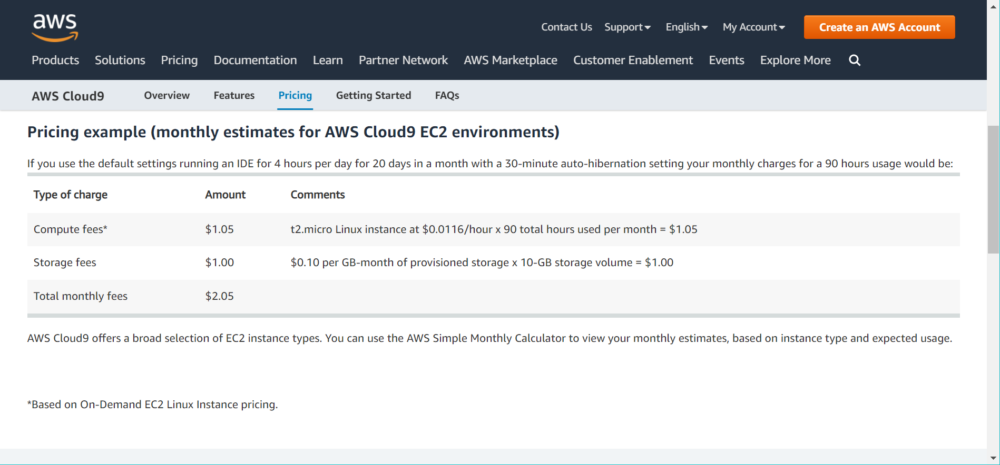 aws
Contact Us Support English My Account Create an AWS Account
Products Solutions Pricing Documentation Learn Partner Network AWS Marketplace Customer Enablement Events Explore More
AWS Cloud9 Overview Features Pricing Getting Started FAQs
Pricing example (monthly estimates for AWS Cloud9 EC2 environments)
If you use the default settings running an IDE for 4 hours per day for 20 days in a month with a 30-minute auto-hibernation setting your monthly charges for a 90 hours usage would be:
Type of charge Amount Comments
Compute fees* $1.05 t2.micro Linux instance at $0.0116/hour x 90 total hours used per month = $1.05
Storage fees $1.00 $0.10 per GB-month of provisioned storage x 10-GB storage volume = $1.00
Total monthly fees $2.05
AWS Cloud9 offers a broad selection of EC2 instance types. You can use the AWS Simple Monthly Calculator to view your monthly estimates, based on instance type and expected usage.
*Based on On-Demand EC2 Linux Instance pricing.